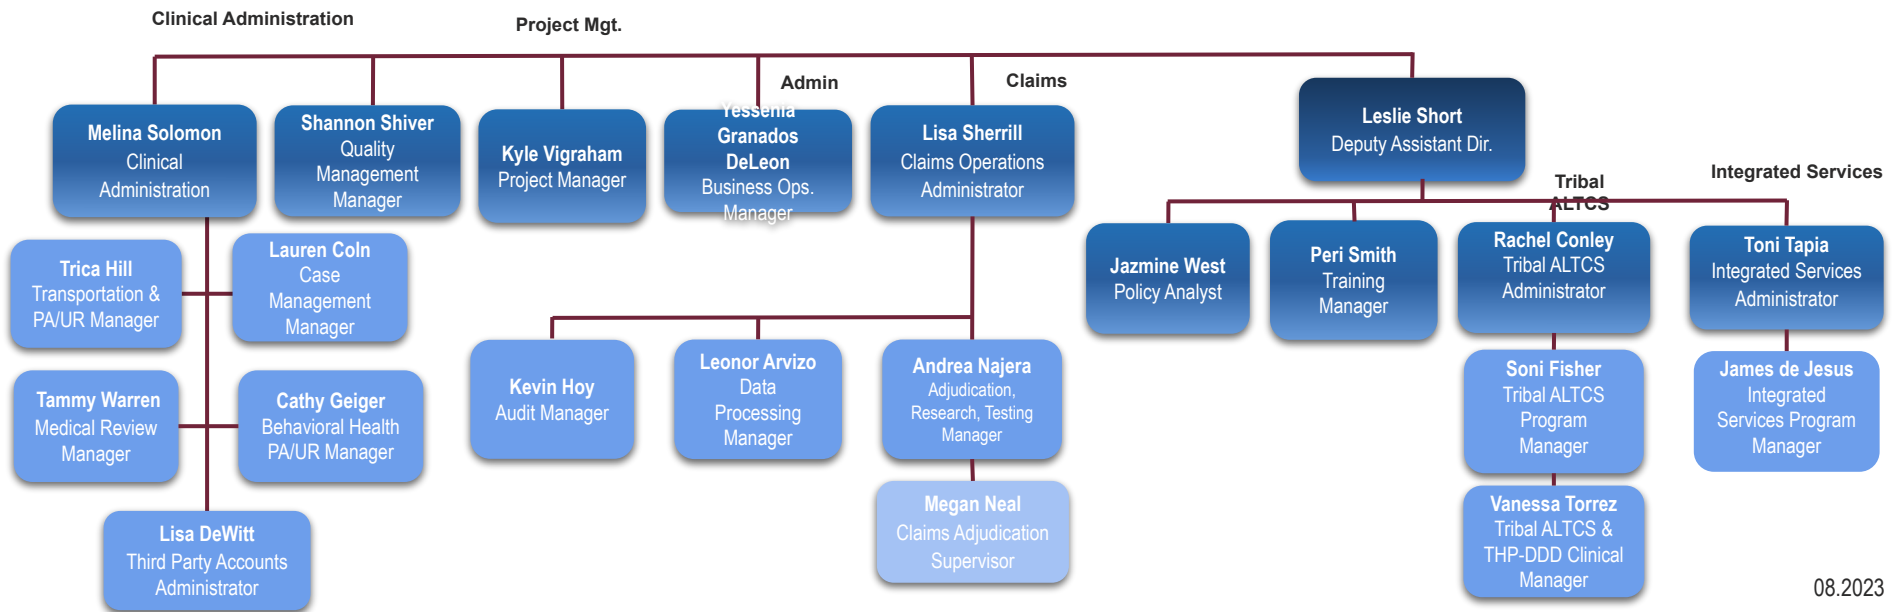 Clinical Administration
Project Mgt.
Admin
Claims
Tribal
ALTCS
Integrated Services
Melina Solomon
Clinical
Administration
Shannon Shiver
Quality
Management
Manager
Kyle Vigraham
Project Manager
Yessenia
Granados
DeLeon
Business Ops.
Manager
Lisa Sherrill
Claims Operations
Administrator
Leslie Short
Deputy Assistant Dir.
Trica Hill
Transportation &
PA/UR Manager
Lauren Coln
Case
Management
Manager
Tammy Warren
Medical Review
Manager
Cathy Geiger
Behavioral Health
PA/UR Manager
Lisa DeWitt
Third Party Accounts
Administrator
Kevin Hoy
Audit Manager
Leonor Arvizo
Data
Processing
Manager
Andrea Najera
Adjudication,
Research, Testing
Manager
Megan Neal
Claims Adjudication
Supervisor
Jazmine West
Policy Analyst
Peri Smith
Training
Manager
Rachel Conley
Tribal ALTCS
Administrator
Toni Tapia
Integrated Services
Administrator
Soni Fisher
Tribal ALTCS
Program
Manager
James de Jesus
Integrated
Services Program
Manager
Vanessa Torrez
Tribal ALTCS &
THP-DDD Clinical
Manager
08.2023